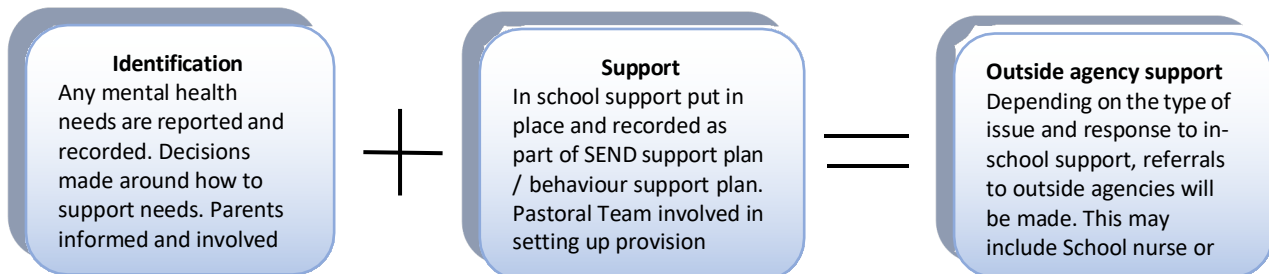 Identification
Any mental health
needs are reported and
recorded. Decisions
made around how to
support needs. Parents
informed and involved
Support
In school support put in
place and recorded as
part of SEND support plan
/ behaviour support plan.
Pastoral Team involved in
setting up provision
Outside agency support
Depending on the type of
issue and response to in-
school support, referrals
to outside agencies will
be made. This may
include School nurse or